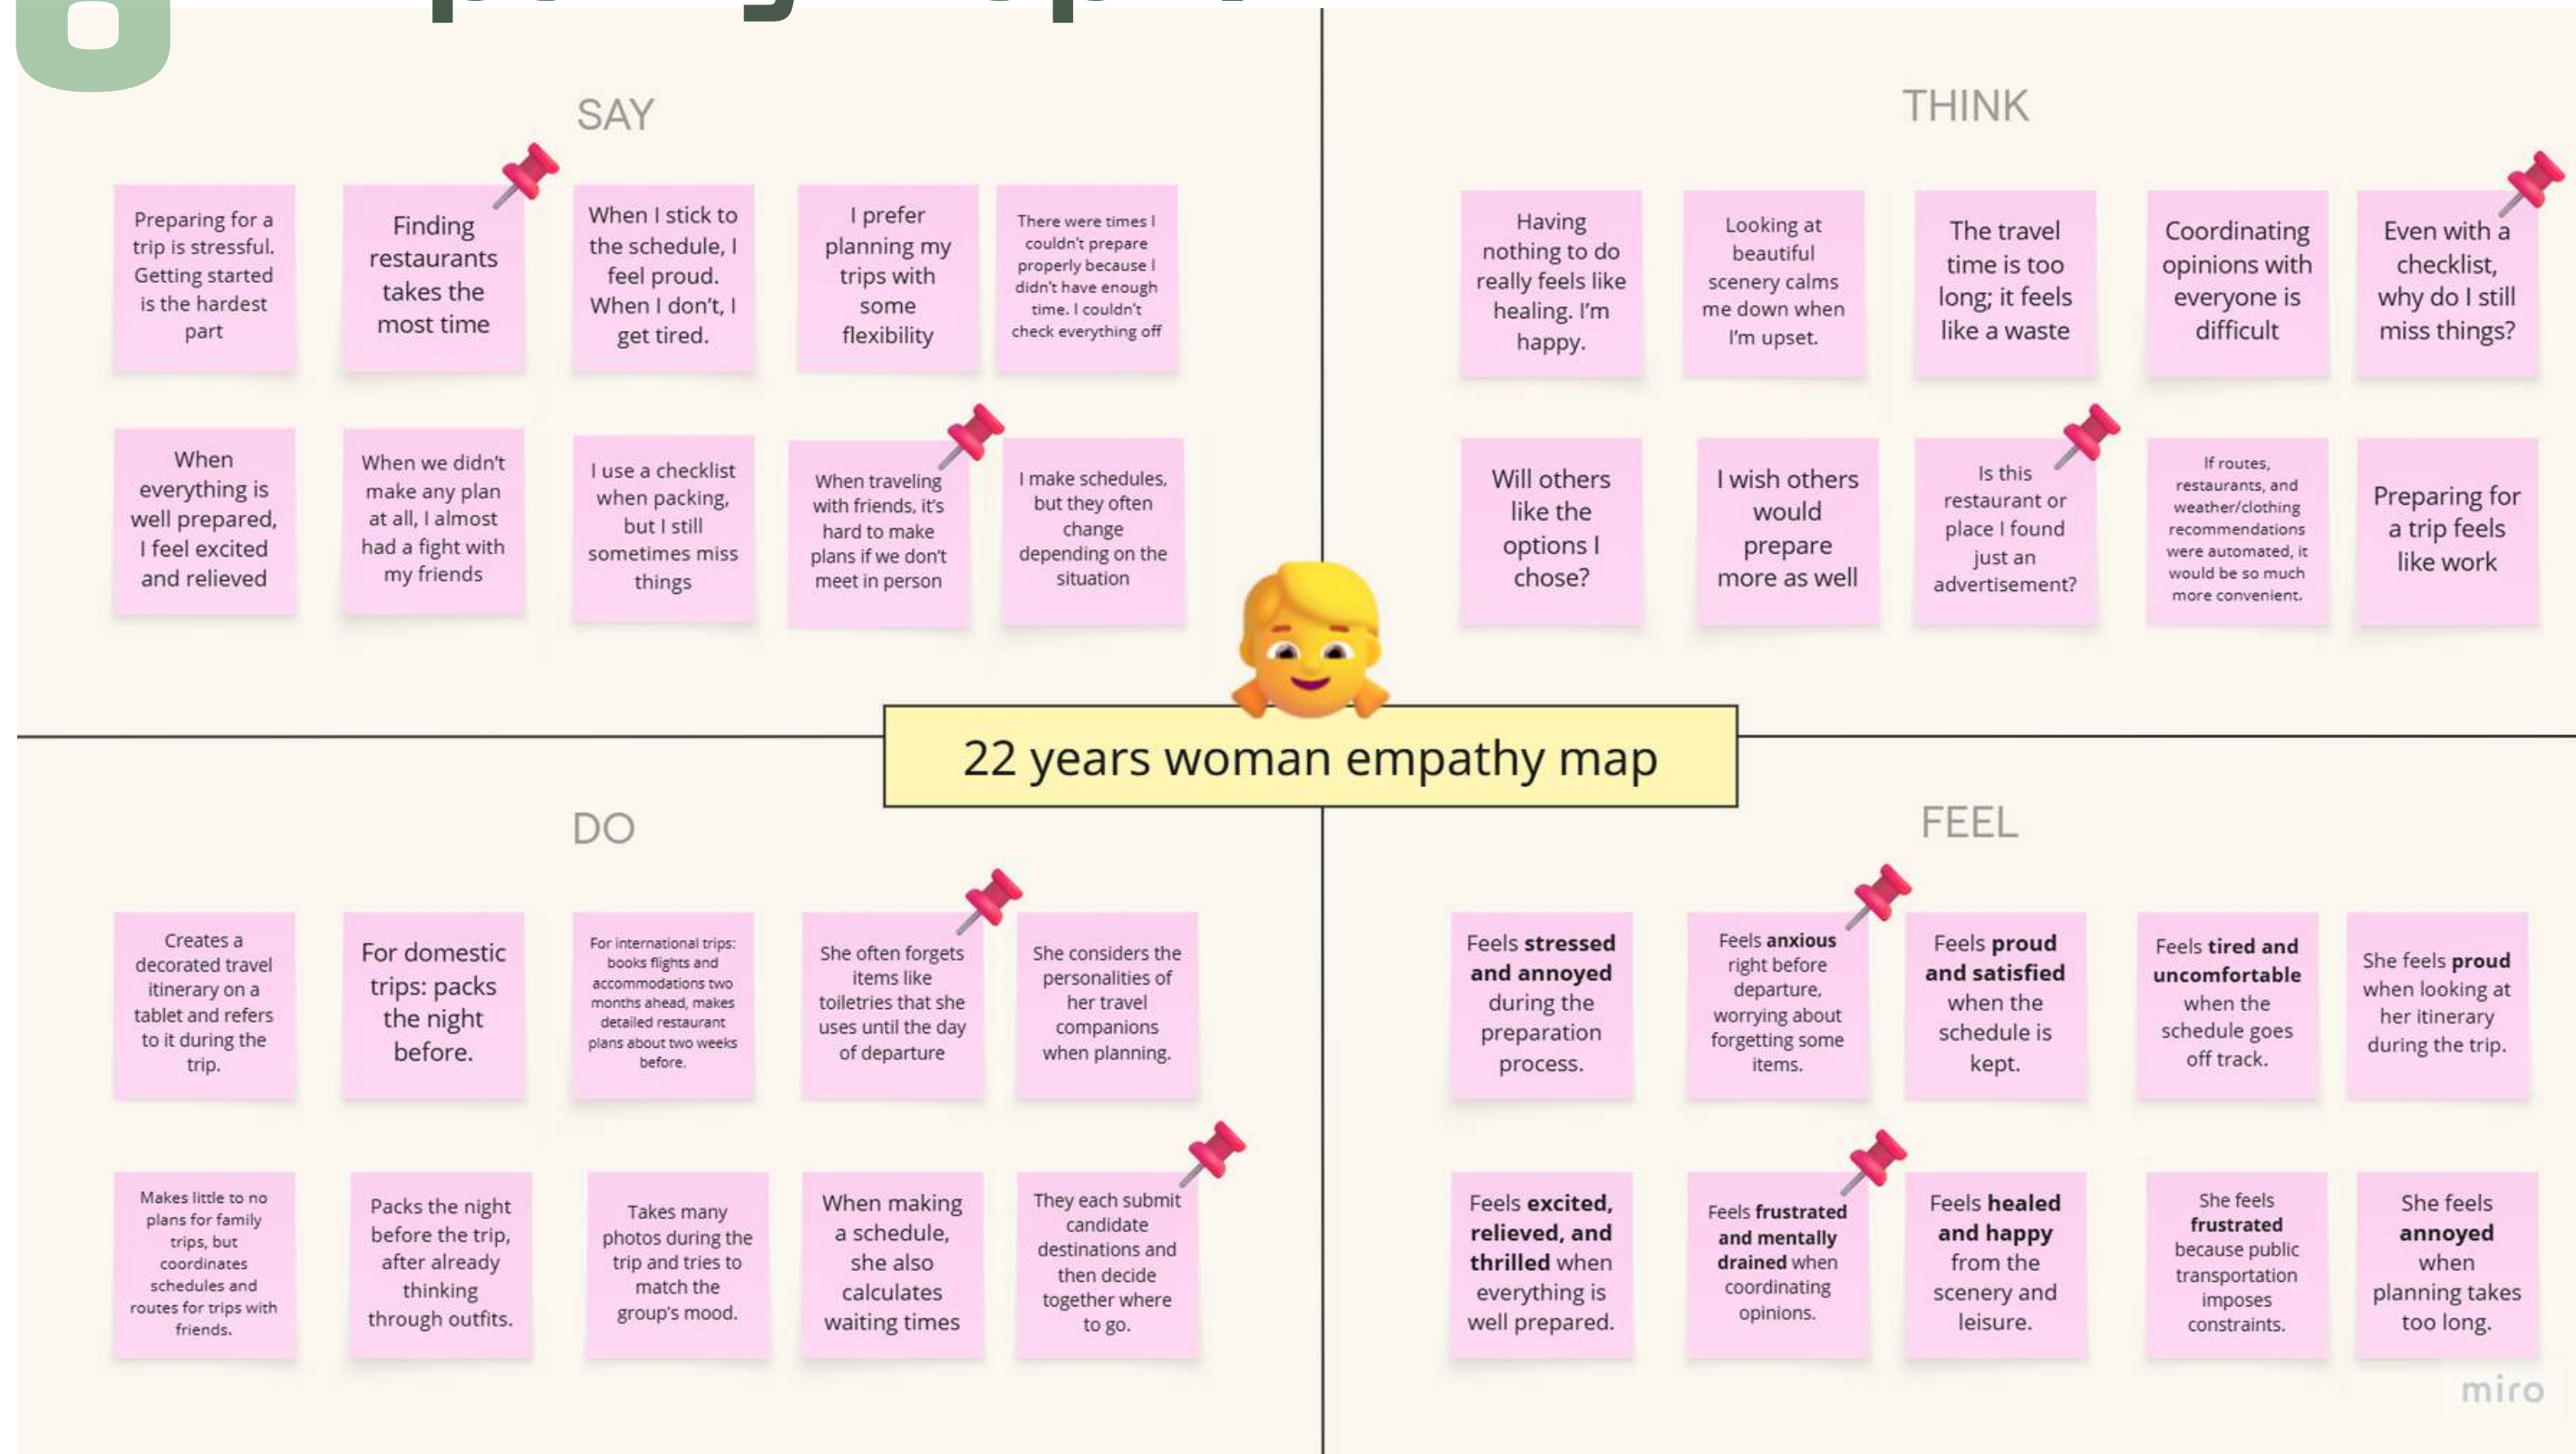 SAY
Preparing for a
trip is stressful.
Getting started
is the hardest
part
Finding
restaurants
takes the
most time
When I stick to
the schedule, I
feel proud.
When I don't, I
get tired.
I prefer
planning my
trips with
some
flexibility
There were times I
couldn't prepare
properly because I
didn't have enough
time. I couldn't
check everything off
When
everything is
well prepared,
I feel excited
and relieved
When we didn't
make any plan
at all, I almost
had a fight with
my friends
I use a checklist
when packing,
but I still
sometimes miss
things
When traveling
with friends, it's
hard to make
plans if we don't
meet in person
I make schedules,
but they often
change
depending on the
situation
THINK
Having
nothing to do
really feels like
healing. I'm
happy.
Looking at
beautiful
scenery calms
me down when
I'm upset.
The travel
time is too
long; it feels
like a waste
Coordinating
opinions with
everyone is
difficult
Even with a
checklist,
why do I still
miss things?
Will others
like the
options I
chose?
I wish others
would
prepare
more as well
Is this
restaurant or
place I found
just an
advertisement?
If routes,
restaurants, and
weather/clothing
recommendations
were automated, it
would be so much
more convenient.
Preparing for
a trip feels
like work
22 years woman empathy map
DO
Creates a
decorated travel
itinerary on a
tablet and refers
to it during the
trip.
For domestic
trips: packs
the night
before.
For international trips:
books flights and
accommodations two
months ahead, makes
detailed restaurant
plans about two weeks
before.
She often forgets
items like
toiletries that she
uses until the day
of departure
She considers the
personalities of
her travel
companions
when planning.
Makes little to no
plans for family
trips, but
coordinates
schedules and
routes for trips with
friends.
Packs the night
before the trip,
after already
thinking
through outfits.
Takes many
photos during the
trip and tries to
match the
group's mood.
When making
a schedule,
she also
calculates
waiting times
They each submit
candidate
destinations and
then decide
together where
to go.
FEEL
Feels stressed
and annoyed
during the
preparation
process.
Feels anxious
right before
departure,
worrying about
forgetting some
items.
Feels proud
and satisfied
when the
schedule is
kept.
Feels tired and
uncomfortable
when the
schedule goes
off track.
She feels proud
when looking at
her itinerary
during the trip.
Feels excited,
relieved, and
thrilled when
everything is
well prepared.
Feels frustrated
and mentally
drained when
coordinating
opinions.
Feels healed
and happy
from the
scenery and
leisure.
She feels
frustrated
because public
transportation
imposes
constraints.
She feels
annoyed
when
planning takes
too long.
miro